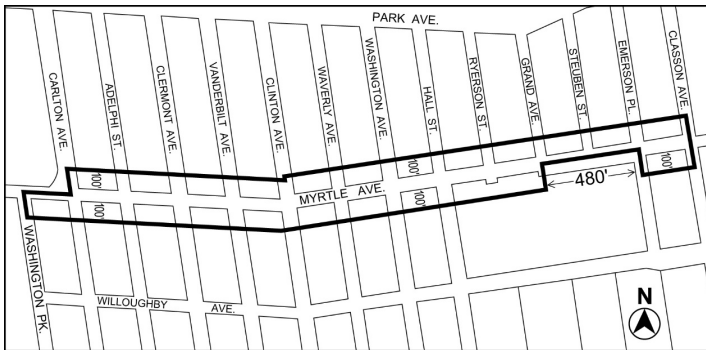 PARK AVE.
CARLTON AVE.
ADELPHI ST.
CLERMONT AVE.
VANDERBILT AVE.
CLINTON AVE.
WAVERLY AVE.
WASHINGTON AVE.
HALL ST.
RYERSON ST.
GRAND AVE.
STEUBEN ST.
EMERSON PL.
CLASSON AVE.
100'
100'
100'
MYRTLE AVE.
480'
100'
100'
WASHINGTON PK.
WILLOUGHBY AVE.
N